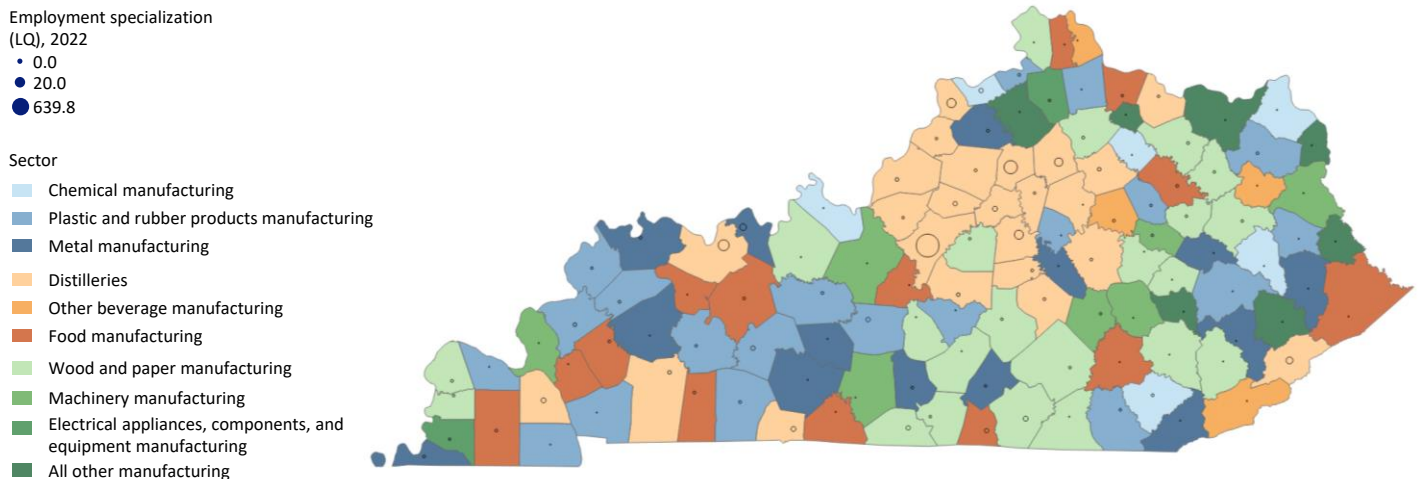 Employment specialization
(LQ), 2022
0.0
20.0
639.8
Sector
Chemical manufacturing
Plastic and rubber products manufacturing
Metal manufacturing
Distilleries
Other beverage manufacturing
Food manufacturing
Wood and paper manufacturing
Machinery manufacturing
Electrical appliances, components, and
equipment manufacturing
All other manufacturing